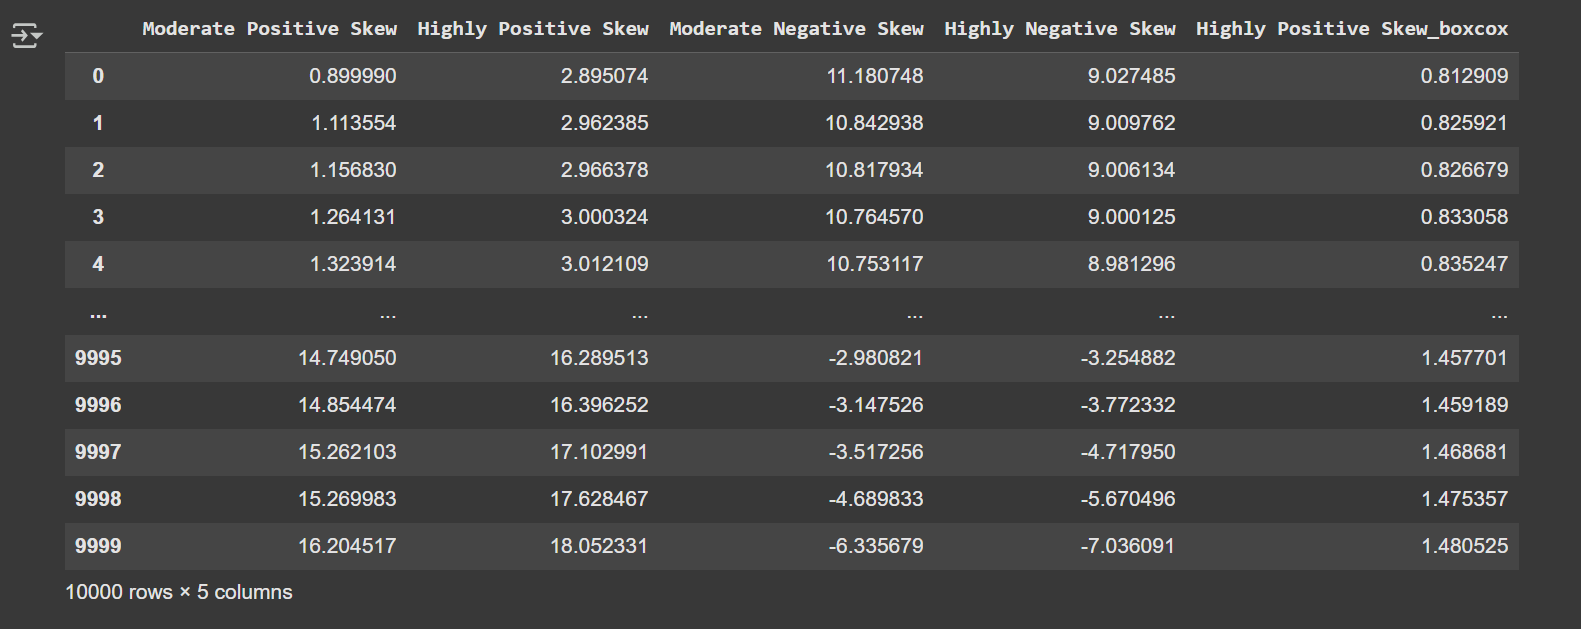 Moderate Positive Skew Highly Positive Skew Moderate Negative Skew Highly Negative Skew Highly Positive Skew_boxcox
0 0.899990 2.895074 11.180748 9.027485 0.812909
1 1.113554 2.962385 10.842938 9.009762 0.825921
2 1.156830 2.966378 10.817934 9.006134 0.826679
3 1.264131 3.000324 10.764570 9.000125 0.833058
4 1.323914 3.012109 10.753117 8.981296 0.835247
... ... ... ... ... ...
9995 14.749050 16.289513 -2.980821 -3.254882 1.457701
9996 14.854474 16.396252 -3.147526 -3.772332 1.459189
9997 15.262103 17.102991 -3.517256 -4.717950 1.468681
9998 15.269983 17.628467 -4.689833 -5.670496 1.475357
9999 16.204517 18.052331 -6.335679 -7.036091 1.480525
10000 rows × 5 columns